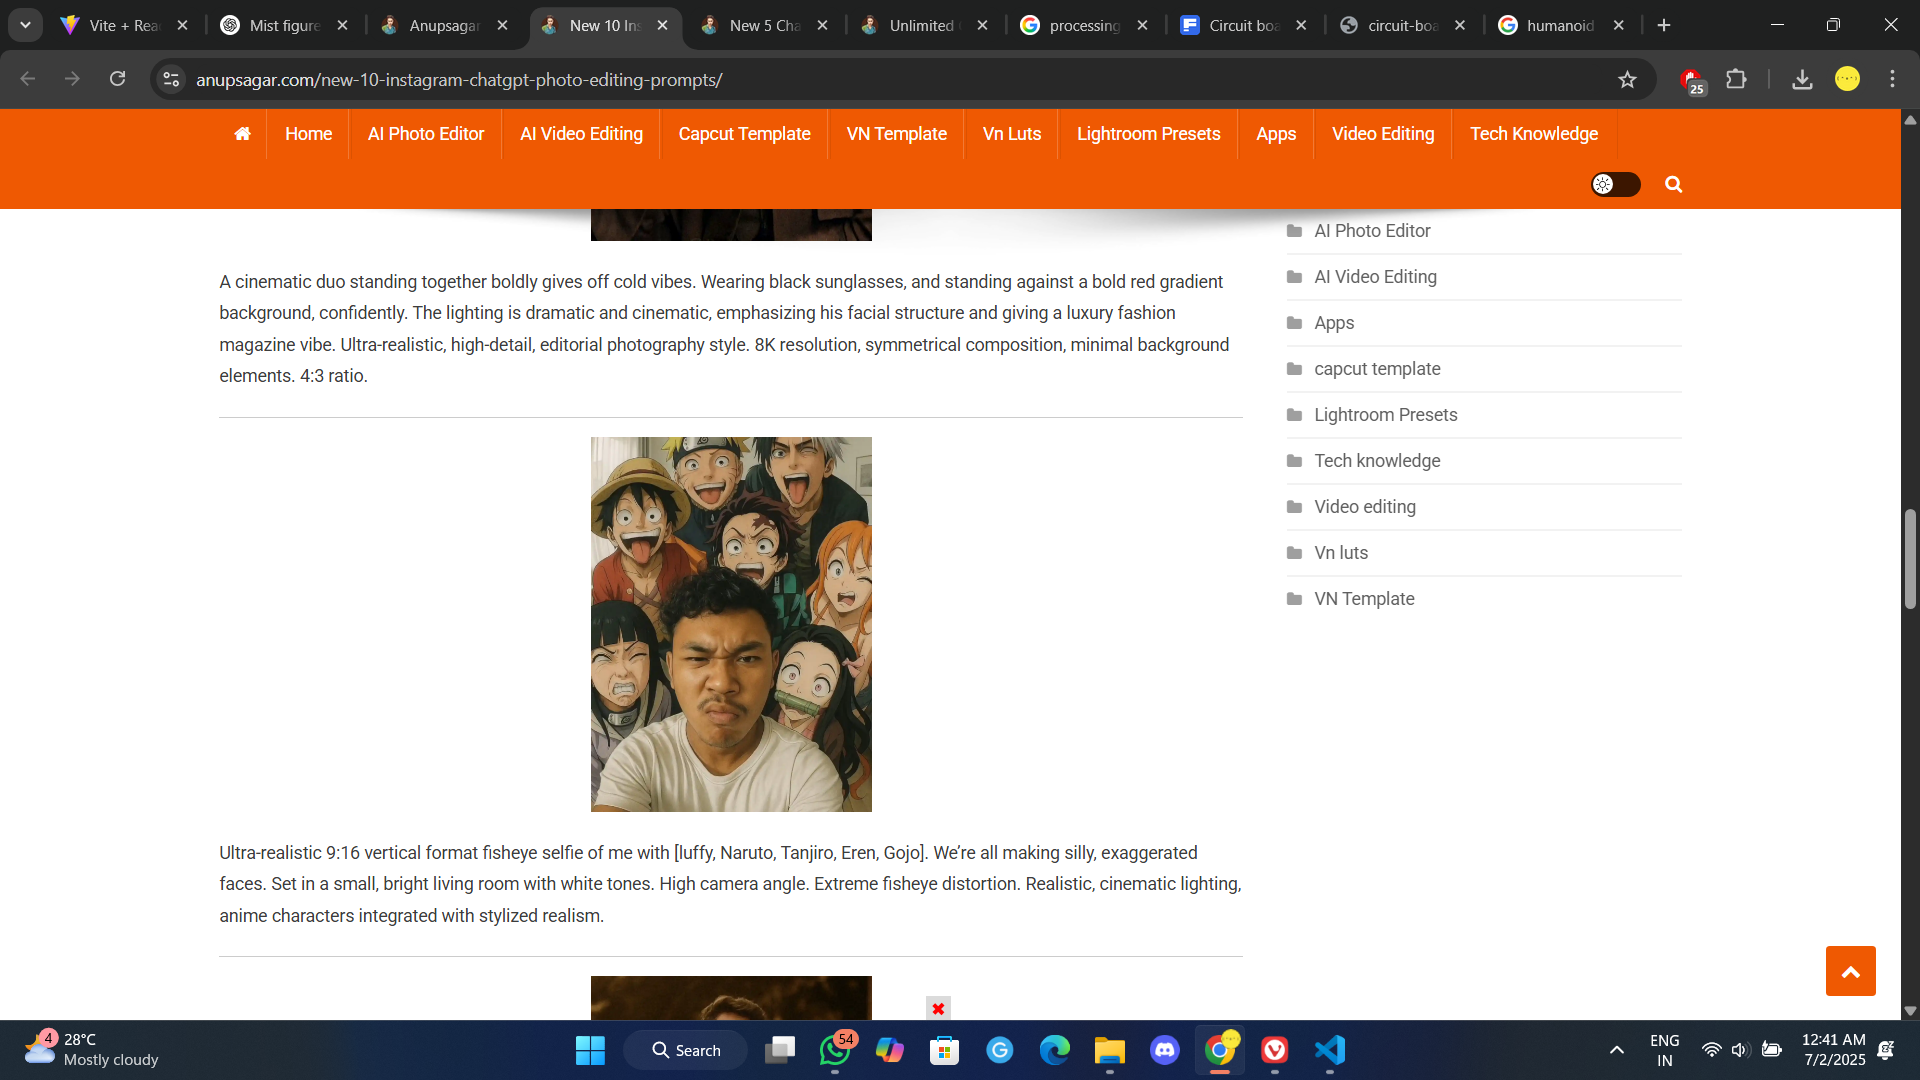 Vite + Rea
Mist figure
Anupsagar
New 10 Ins
New 5 Cha
Unlimited
processing
Circuit boa
circuit-boa
humanoid
anupsagar.com/new-10-instagram-chatgpt-photo-editing-prompts/
25
Home
AI Photo Editor
AI Video Editing
Capcut Template
VN Template
Vn Luts
Lightroom Presets
Apps
Video Editing
Tech Knowledge
A cinematic duo standing together boldly gives off cold vibes. Wearing black sunglasses, and standing against a bold red gradient
background, confidently. The lighting is dramatic and cinematic, emphasizing his facial structure and giving a luxury fashion
magazine vibe. Ultra-realistic, high-detail, editorial photography style. 8K resolution, symmetrical composition, minimal background
elements. 4:3 ratio.
Ultra-realistic 9:16 vertical format fisheye selfie of me with [luffy, Naruto, Tanjiro, Eren, Gojo]. We’re all making silly, exaggerated
faces. Set in a small, bright living room with white tones. High camera angle. Extreme fisheye distortion. Realistic, cinematic lighting,
anime characters integrated with stylized realism.
AI Photo Editor
AI Video Editing
Apps
capcut template
Lightroom Presets
Tech knowledge
Video editing
Vn luts
VN Template
4
28°C
Mostly cloudy
Search
54
ENG
IN
12:41 AM
7/2/2025